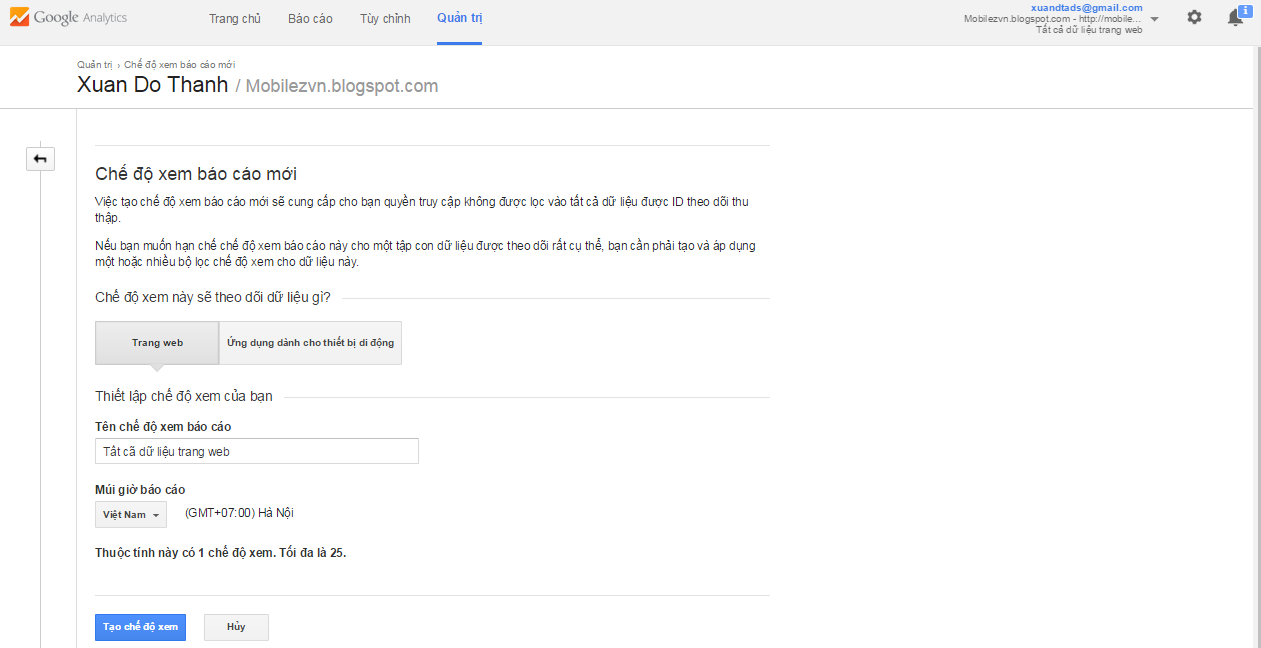 Google Analytics
Trang chủ
Báo cáo
Tùy chỉnh
Quản trị
xuandtads@gmail.com
Mobilezvn.blogspot.com - http://mobile...
Tất cả dữ liệu trang web
1
Quản trị › Chế độ xem báo cáo mới
Xuan Do Thanh / Mobilezvn.blogspot.com
Chế độ xem báo cáo mới
Việc tạo chế độ xem báo cáo mới sẽ cung cấp cho bạn quyền truy cập không được lọc vào tất cả dữ liệu được ID theo dõi thu
thập.
Nếu bạn muốn hạn chế chế độ xem báo cáo này cho một tập con dữ liệu được theo dõi rất cụ thể, bạn cần phải tạo và áp dụng
một hoặc nhiều bộ lọc chế độ xem cho dữ liệu này.
Chế độ xem này sẽ theo dõi dữ liệu gì?
Trang web
Ứng dụng dành cho thiết bị di động
Thiết lập chế độ xem của bạn
Tên chế độ xem báo cáo
Tất cã dữ liệu trang web
Múi giờ báo cáo
Việt Nam
(GMT+07:00) Hà Nội
Thuộc tính này có 1 chế độ xem. Tối đa là 25.
Tạo chế độ xem
Hủy